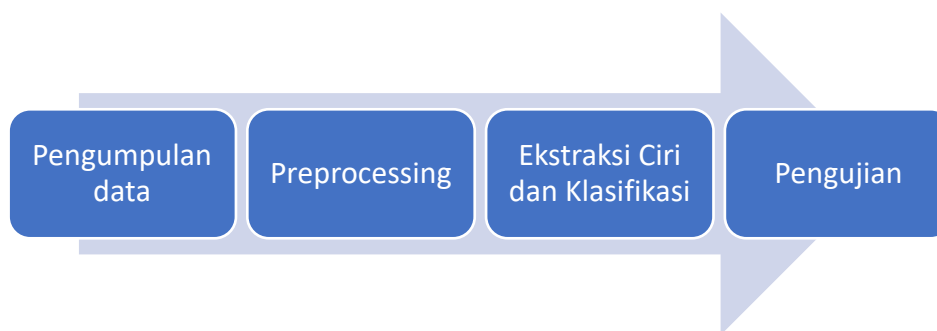 Pengumpulan
data
Preprocessing
Ekstraksi Ciri
dan Klasifikasi
Pengujian